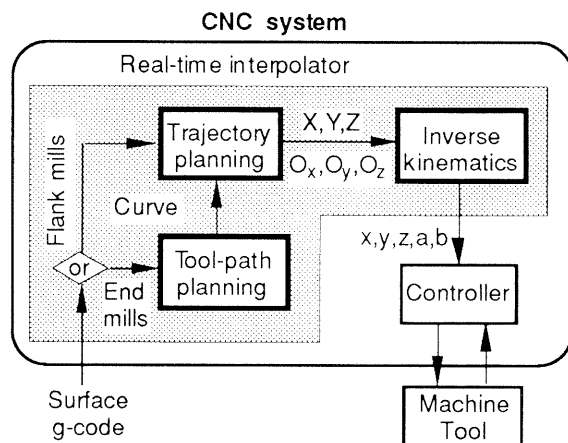 CNC system
Real-time interpolator
Flank mills
Trajectory
planning
X,Y,Z
Ox,Oy,Oz
Inverse
kinematics
Curve
x,y,z,a,b
or
End
mills
Tool-path
planning
Controller
Surface
g-code
Machine
Tool